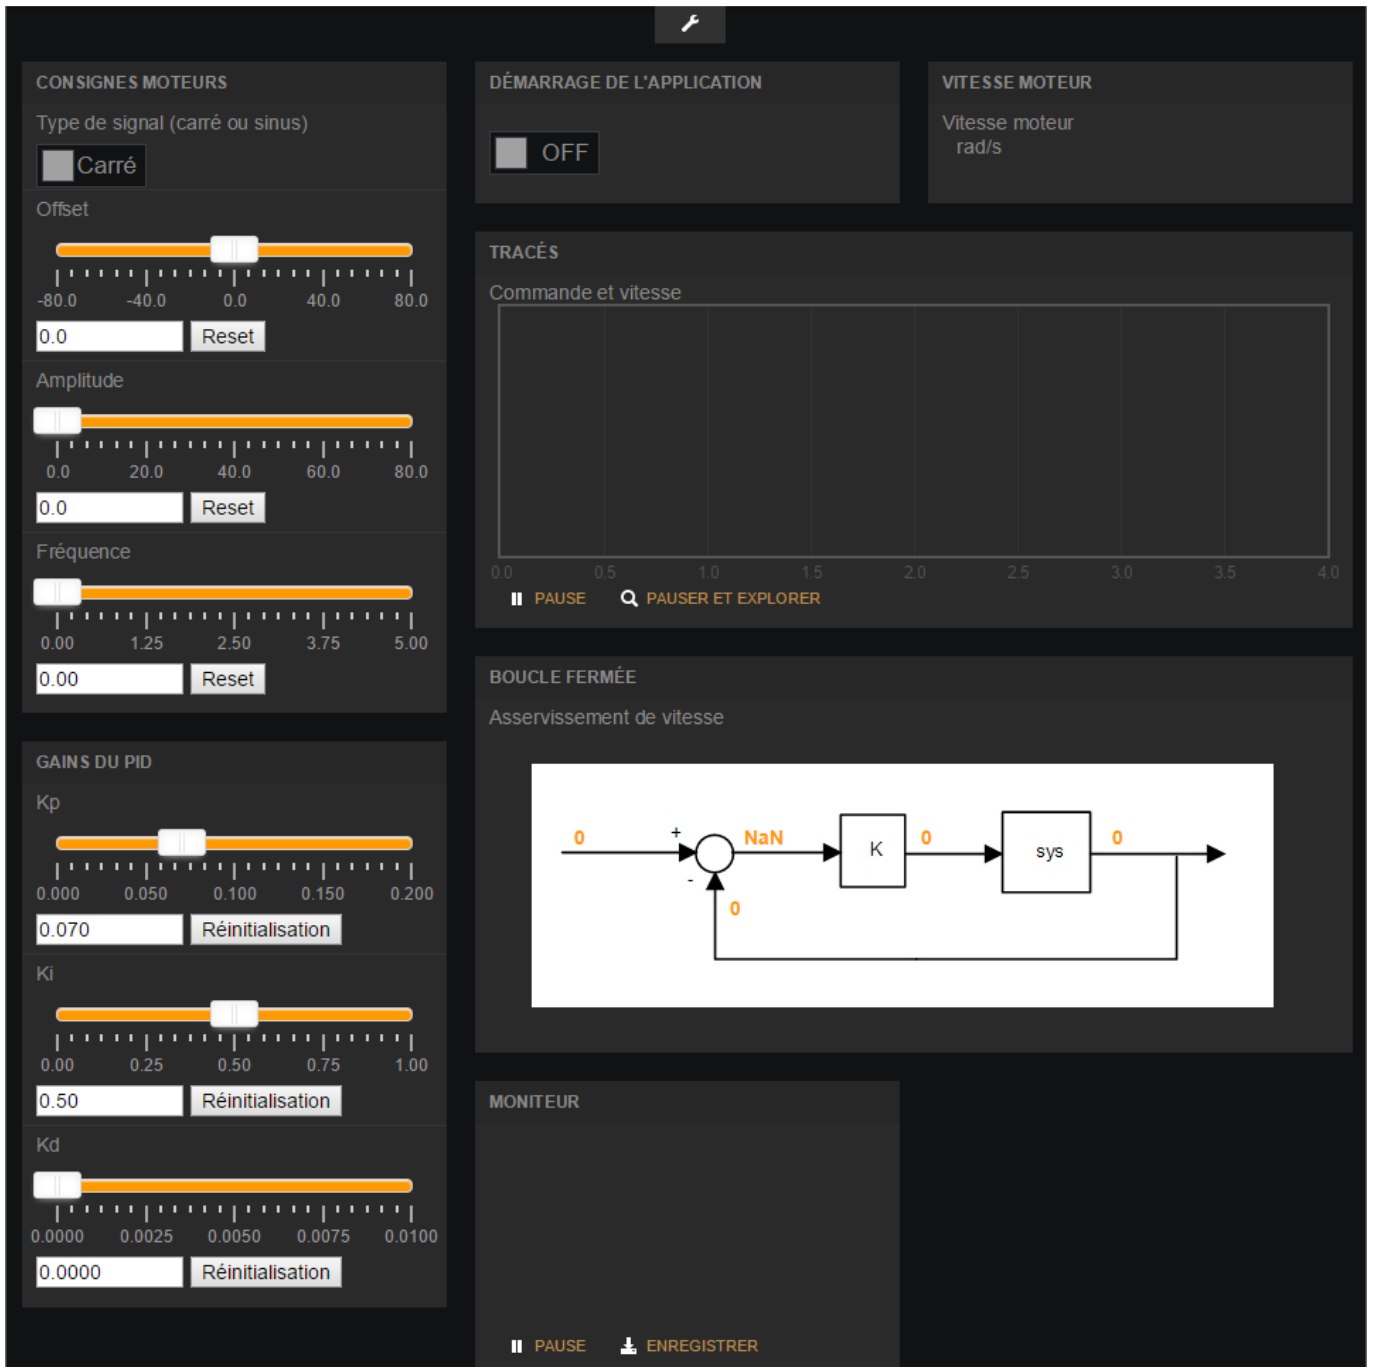 CONSIGNES MOTEURS
Type de signal (carré ou sinus)
Carré
Offset
-80.0 -40.0 0.0 40.0 80.0
0.0 Reset
Amplitude
0.0 20.0 40.0 60.0 80.0
0.0 Reset
Fréquence
0.00 1.25 2.50 3.75 5.00
0.00 Reset
GAINS DU PID
Kp
0.000 0.050 0.100 0.150 0.200
0.070 Réinitialisation
Ki
0.00 0.25 0.50 0.75 1.00
0.50 Réinitialisation
Kd
0.0000 0.0025 0.0050 0.0075 0.0100
0.0000 Réinitialisation
DÉMARRAGE DE L'APPLICATION
OFF
VITESSE MOTEUR
Vitesse moteur
rad/s
TRACÉS
Commande et vitesse
0.0 0.5 1.0 1.5 2.0 2.5 3.0 3.5 4.0
PAUSE PAUSER ET EXPLORER
BOUCLE FERMÉE
Asservissement de vitesse
0 + NaN K 0 sys 0
-
0
MONITEUR
PAUSE ENREGISTRER